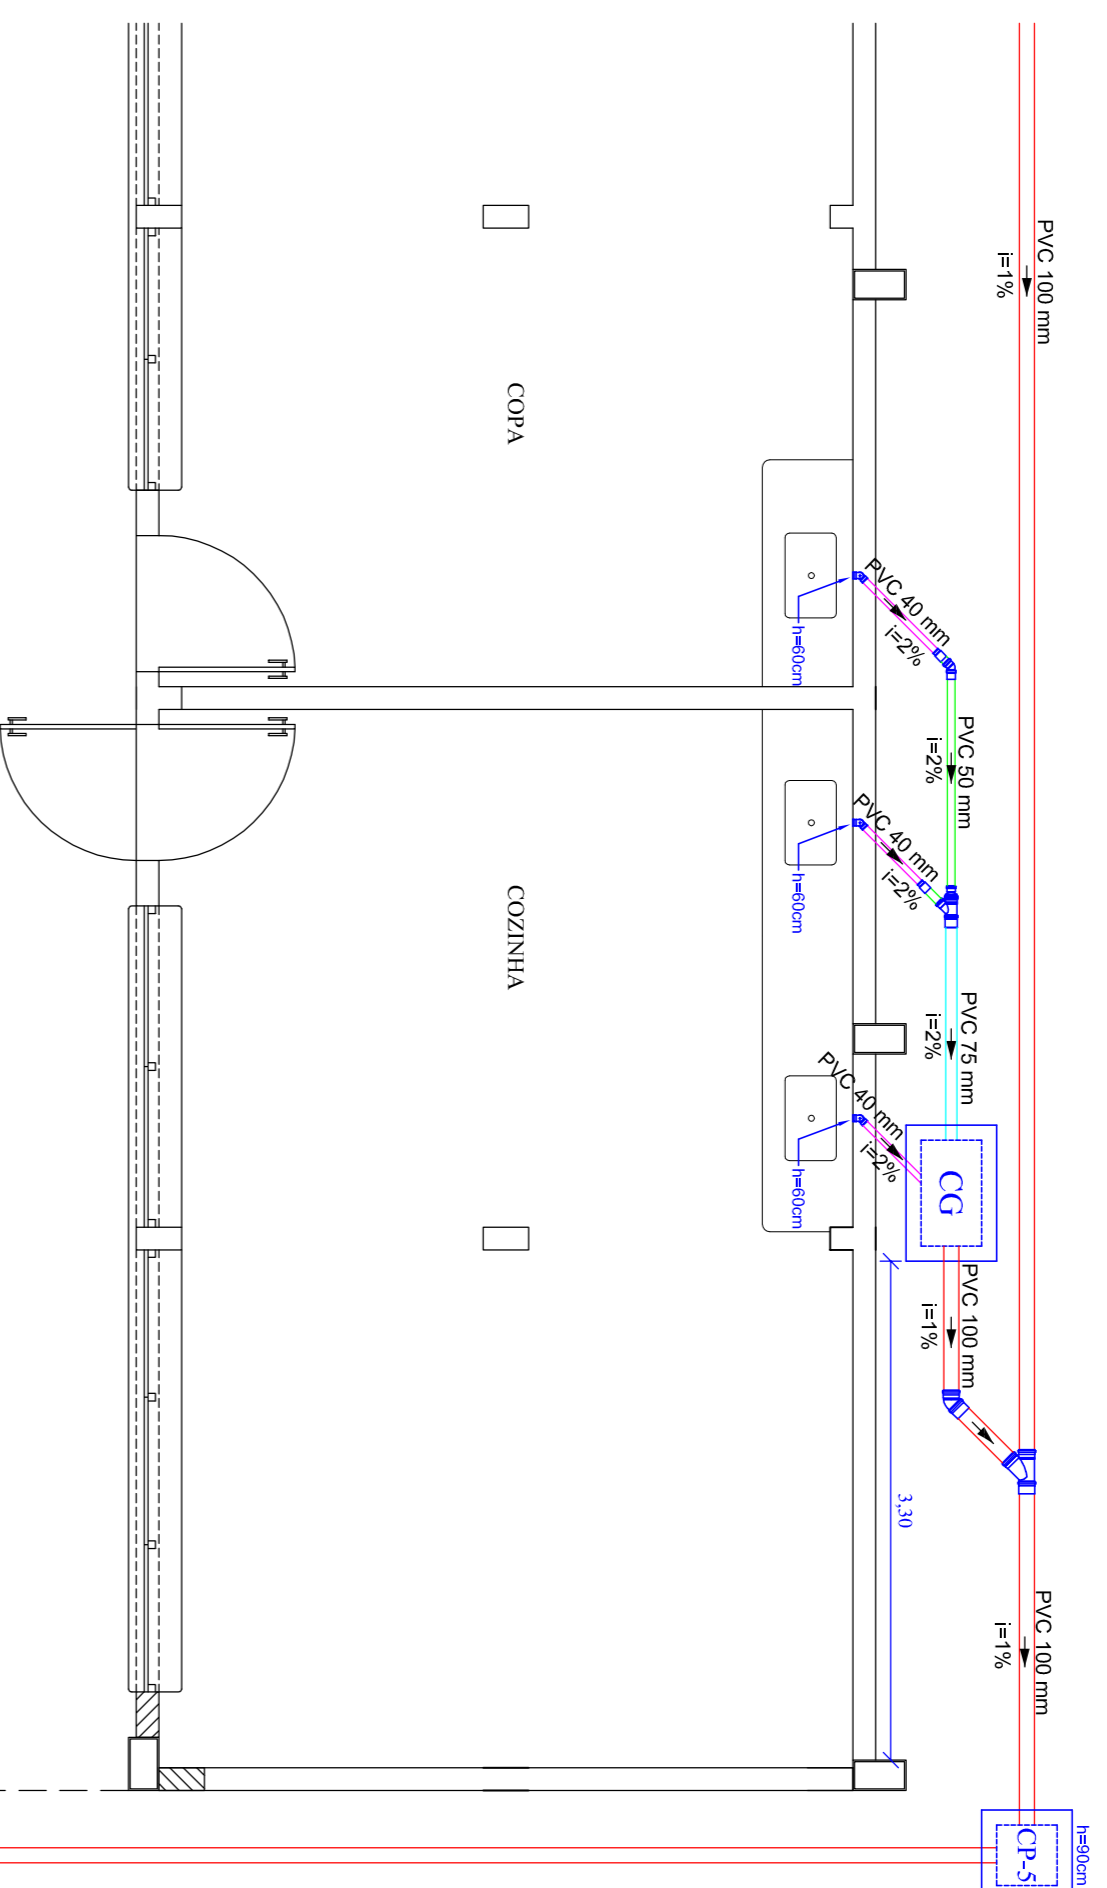 PVC 100 mm
i=1%
COPA
PVC 40 mm
i=2%
h=60cm
PVC 50 mm
i=2%
PVC 40 mm
i=2%
h=60cm
COZINHA
PVC 75 mm
i=2%
PVC 40 mm
i=2%
h=60cm
CG
PVC 100 mm
i=1%
3,30
PVC 100 mm
i=1%
CP-5
h=90cm